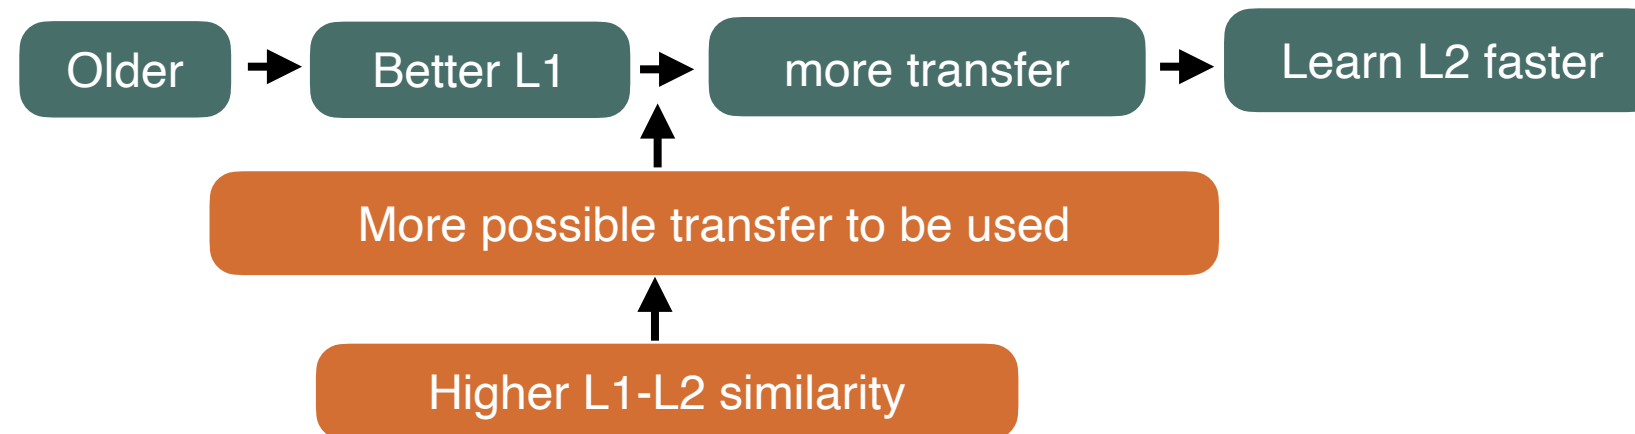 Older
Better L1
more transfer
Learn L2 faster
More possible transfer to be used
Higher L1-L2 similarity